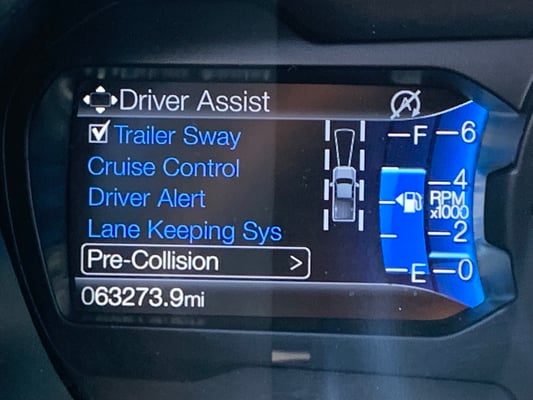 Driver Assist
Trailer Sway
Cruise Control
Driver Alert
Lane Keeping Sys
Pre-Collision >
063273.9mi
F
E
6
4
RPM
x1000
2
0